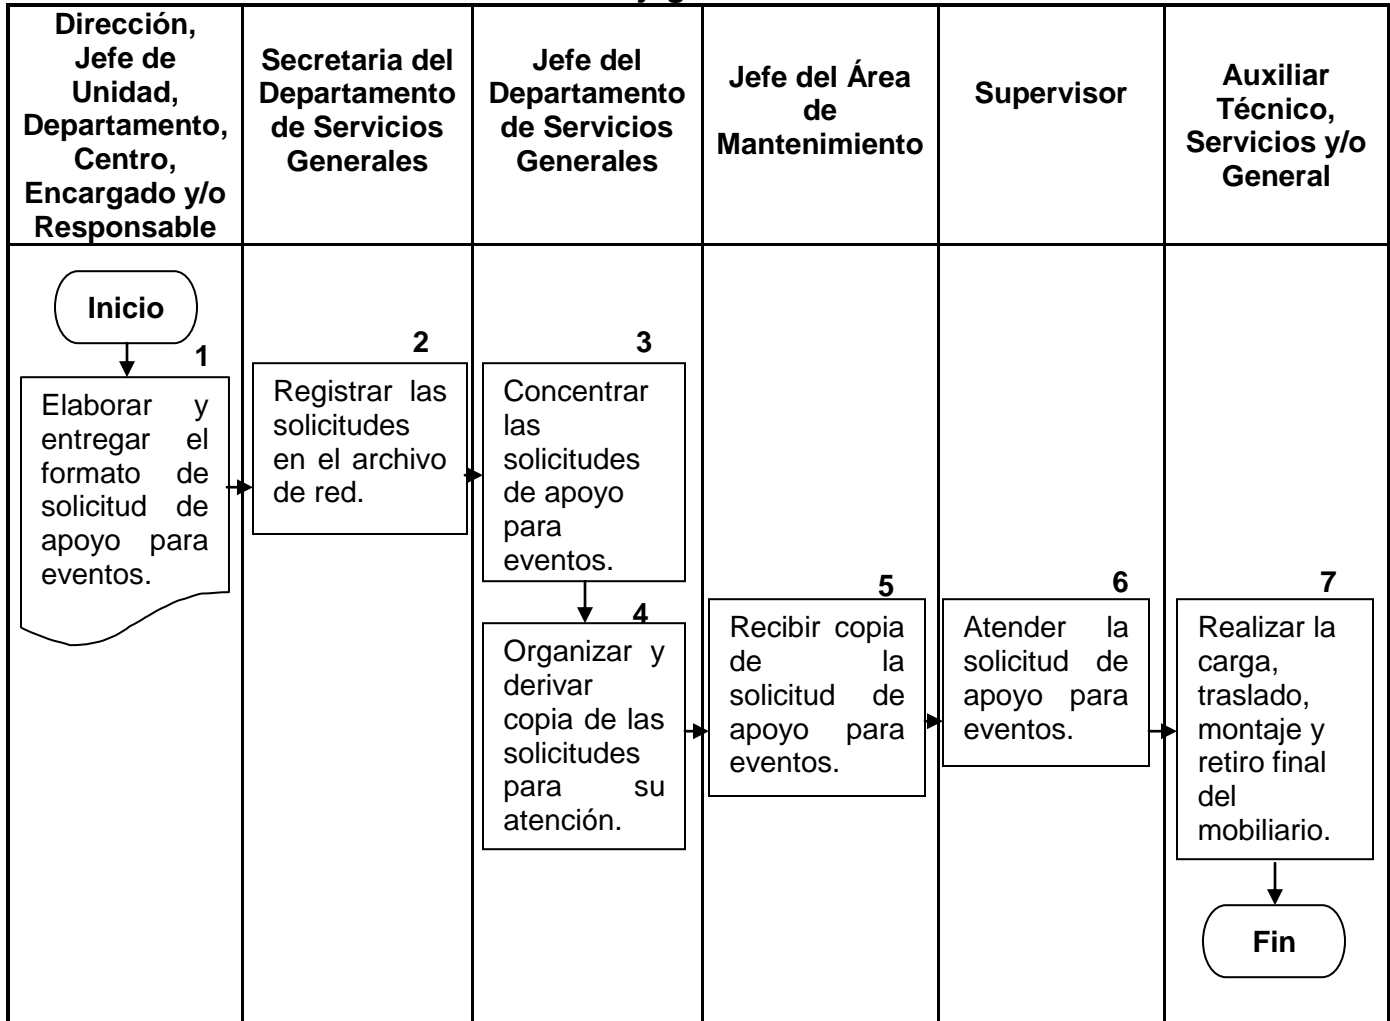 Dirección,
Jefe de
Unidad,
Departamento,
Centro,
Encargado y/o
Responsable
Secretaria del
Departamento
de Servicios
Generales
Jefe del
Departamento
de Servicios
Generales
Jefe del Área
de
Mantenimiento
Supervisor
Auxiliar
Técnico,
Servicios y/o
General
Inicio
1
Elaborar y
entregar el
formato de
solicitud de
apoyo para
eventos.
2
Registrar las
solicitudes
en el archivo
de red.
3
Concentrar
las
solicitudes
de apoyo
para
eventos.
4
Organizar y
derivar
copia de las
solicitudes
para su
atención.
5
Recibir copia
de la
solicitud de
apoyo para
eventos.
6
Atender la
solicitud de
apoyo para
eventos.
7
Realizar la
carga,
traslado,
montaje y
retiro final
del
mobiliario.
Fin